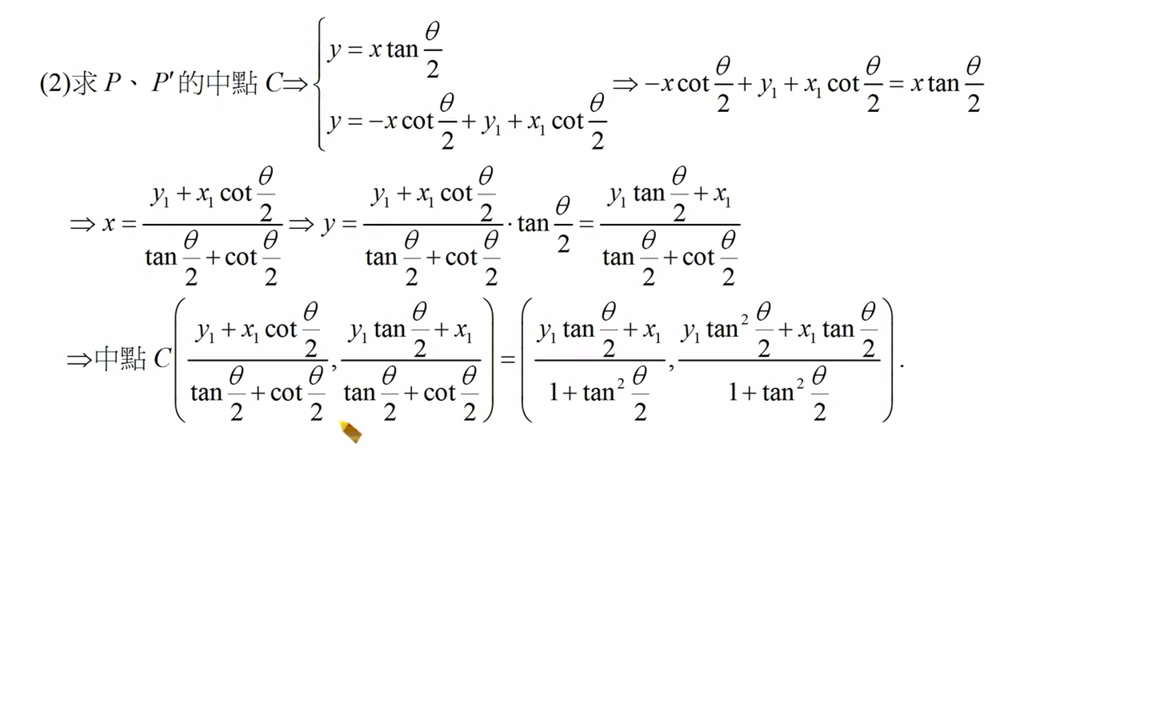 (2)求 P、P′的中點 C⇒{y = x tan θ/2, y = −x cot θ/2 + y₁ + x₁ cot θ/2 ⇒ −x cot θ/2 + y₁ + x₁ cot θ/2 = x tan θ/2
⇒ x = (y₁ + x₁ cot θ/2)/(tan θ/2 + cot θ/2) ⇒ y = (y₁ + x₁ cot θ/2)/(tan θ/2 + cot θ/2) · tan θ/2 = (y₁ tan θ/2 + x₁)/(tan θ/2 + cot θ/2)
⇒中點 C((y₁ + x₁ cot θ/2)/(tan θ/2 + cot θ/2), (y₁ tan θ/2 + x₁)/(tan θ/2 + cot θ/2)) = ((y₁ tan θ/2 + x₁)/(1 + tan² θ/2), (y₁ tan² θ/2 + x₁ tan θ/2)/(1 + tan² θ/2)).